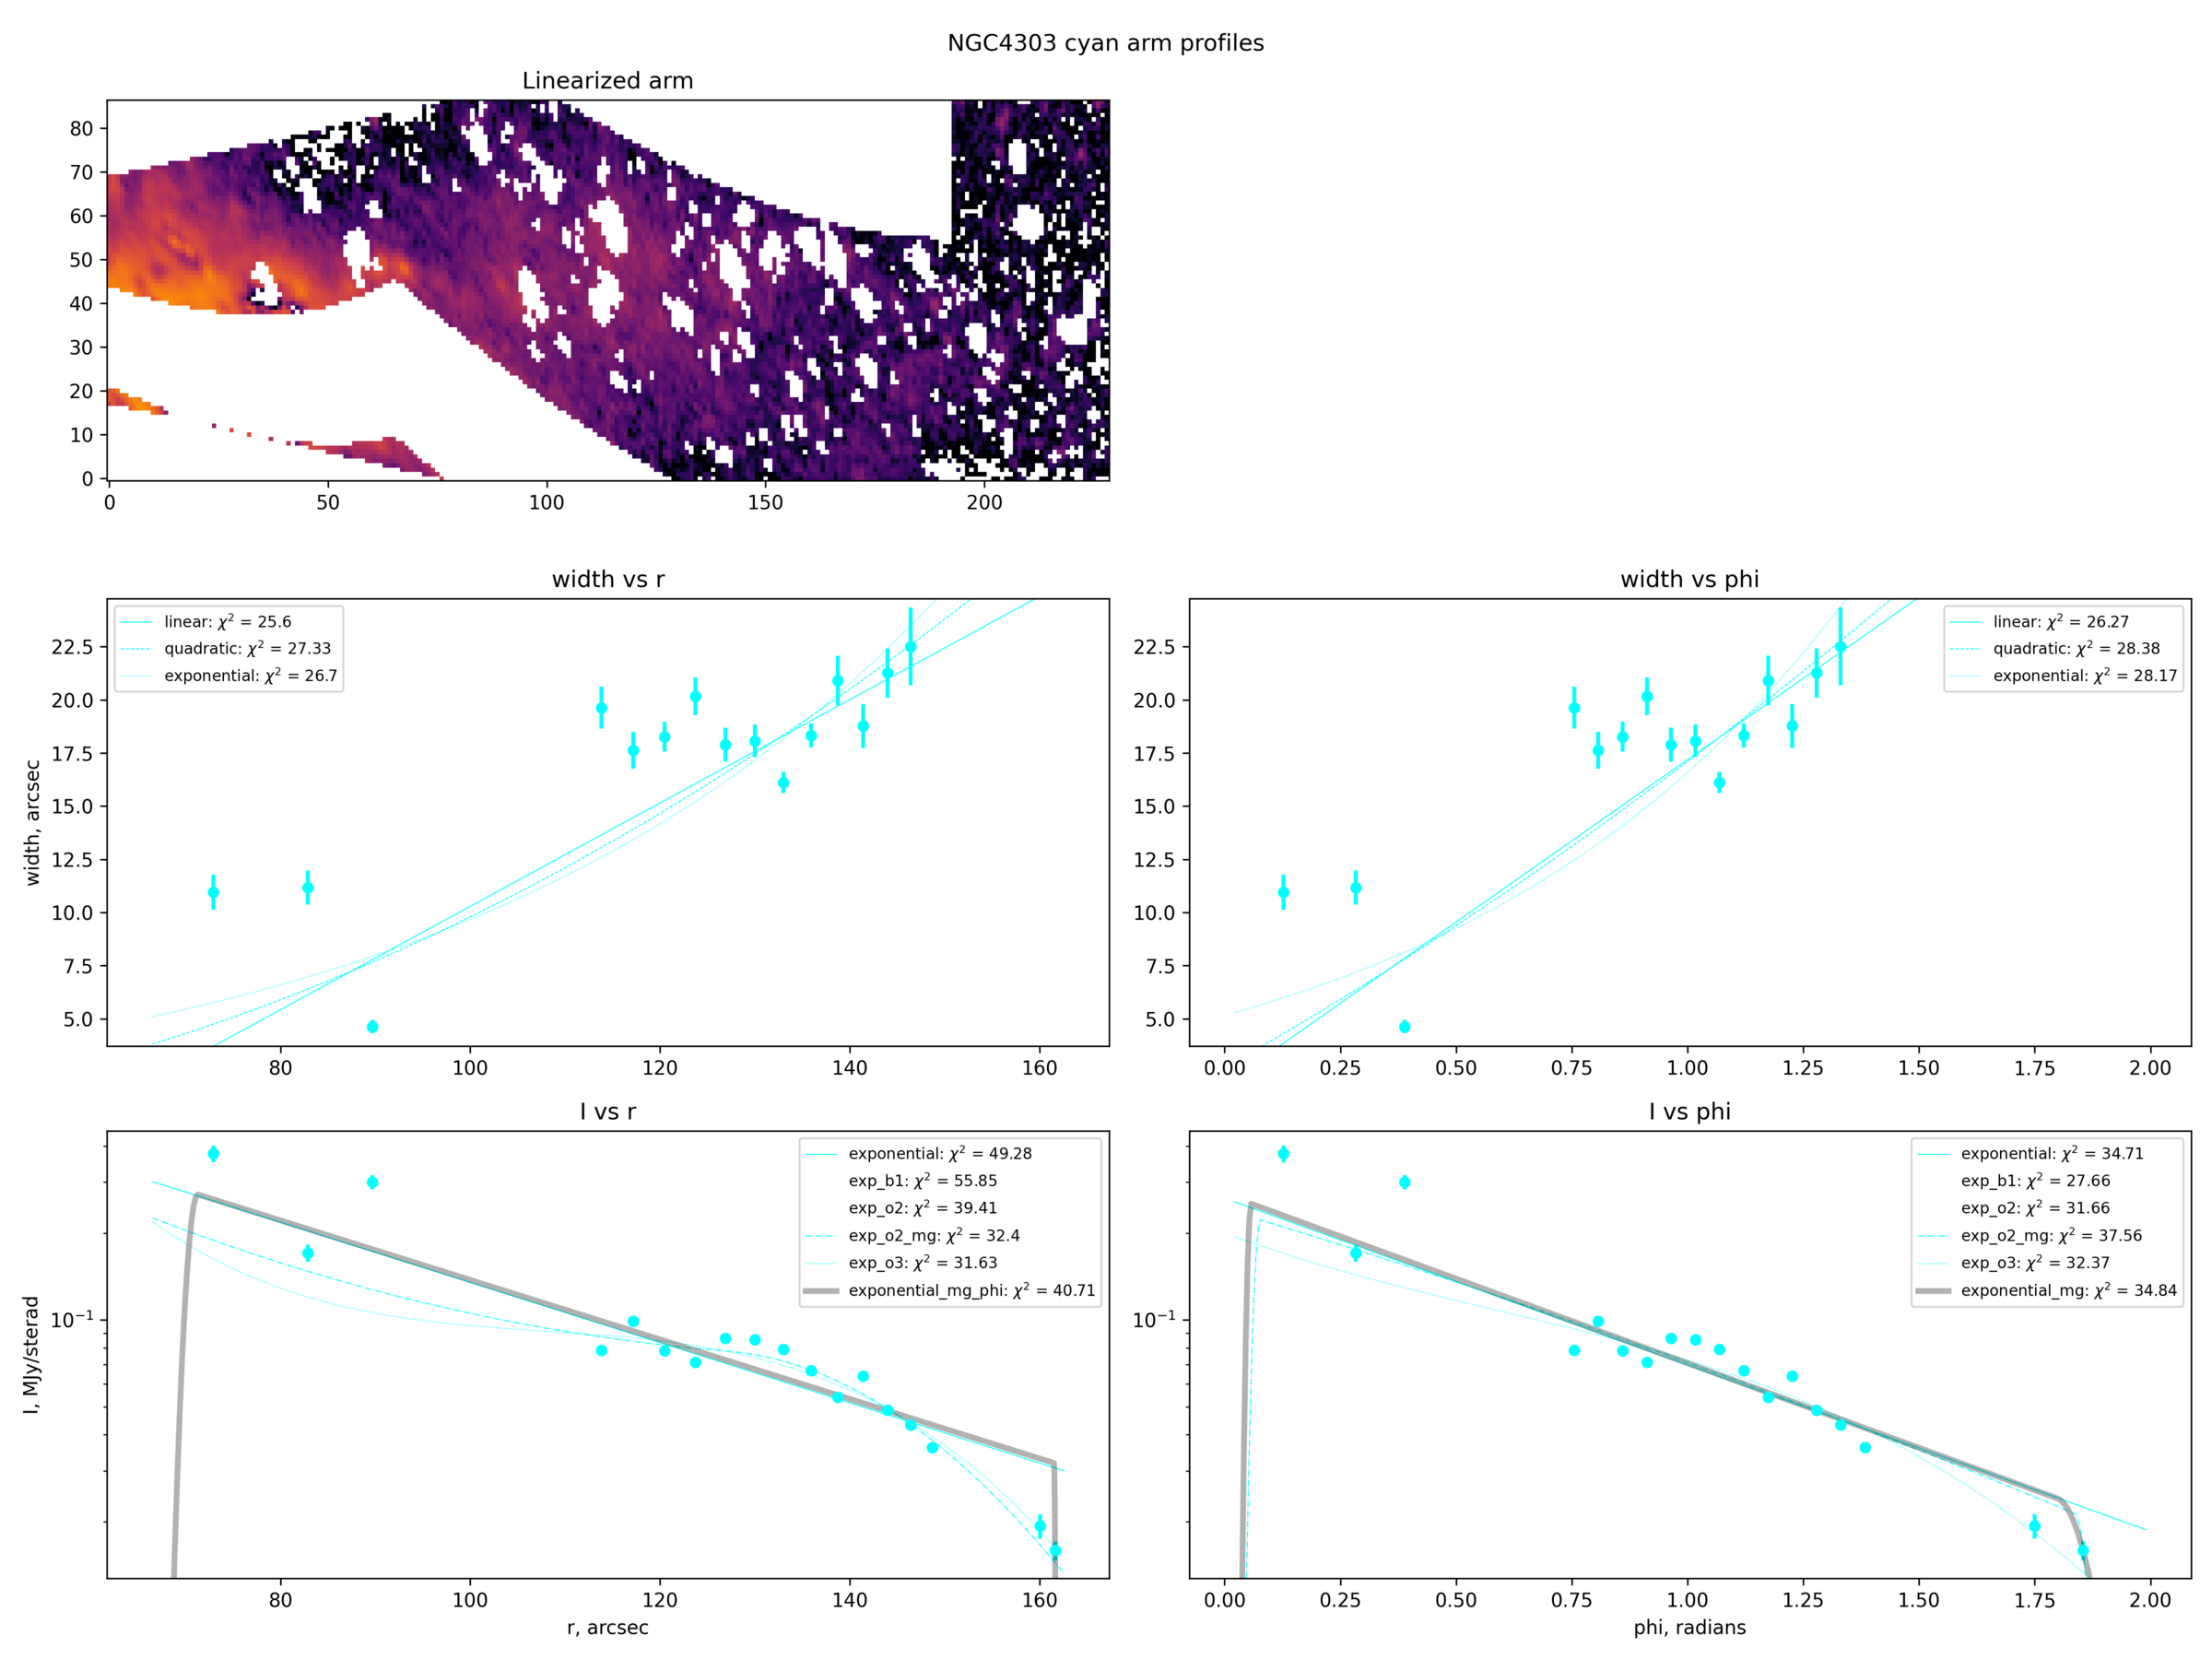 NGC4303 cyan arm profiles
Linearized arm
80
70
60
50
40
30
20
10
0
0 50 100 150 200
width vs r
linear: χ² = 25.6
quadratic: χ² = 27.33
exponential: χ² = 26.7
width, arcsec
22.5
20.0
17.5
15.0
12.5
10.0
7.5
5.0
80 100 120 140 160
width vs phi
linear: χ² = 26.27
quadratic: χ² = 28.38
exponential: χ² = 28.17
22.5
20.0
17.5
15.0
12.5
10.0
7.5
5.0
0.00 0.25 0.50 0.75 1.00 1.25 1.50 1.75 2.00
I vs r
exponential: χ² = 49.28
exp_b1: χ² = 55.85
exp_o2: χ² = 39.41
exp_o2_mg: χ² = 32.4
exp_o3: χ² = 31.63
exponential_mg_phi: χ² = 40.71
I, MJy/sterad
10⁻¹
80 100 120 140 160
r, arcsec
I vs phi
exponential: χ² = 34.71
exp_b1: χ² = 27.66
exp_o2: χ² = 31.66
exp_o2_mg: χ² = 37.56
exp_o3: χ² = 32.37
exponential_mg: χ² = 34.84
10⁻¹
0.00 0.25 0.50 0.75 1.00 1.25 1.50 1.75 2.00
phi, radians